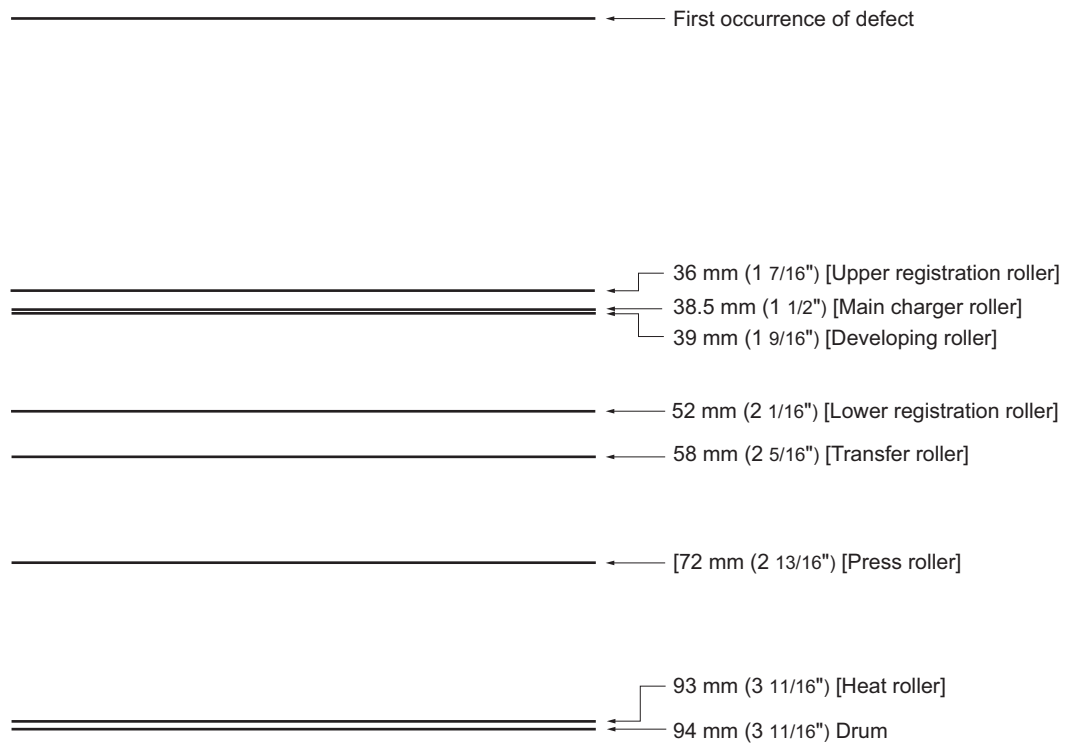 First occurrence of defect
36 mm (1 7/16") [Upper registration roller]
38.5 mm (1 1/2") [Main charger roller]
39 mm (1 9/16") [Developing roller]
52 mm (2 1/16") [Lower registration roller]
58 mm (2 5/16") [Transfer roller]
[72 mm (2 13/16") [Press roller]
93 mm (3 11/16") [Heat roller]
94 mm (3 11/16") Drum